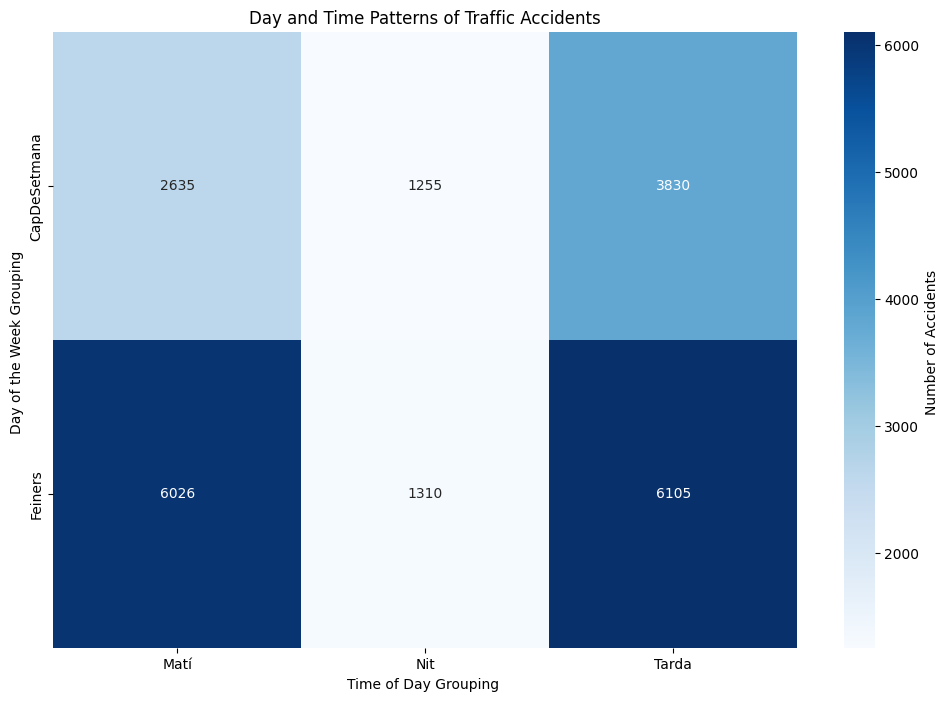 Day and Time Patterns of Traffic Accidents
Day of the Week Grouping
CapDeSetmana
Feiners
2635
1255
3830
6026
1310
6105
Matí
Nit
Tarda
Time of Day Grouping
6000
5000
4000
3000
2000
Number of Accidents